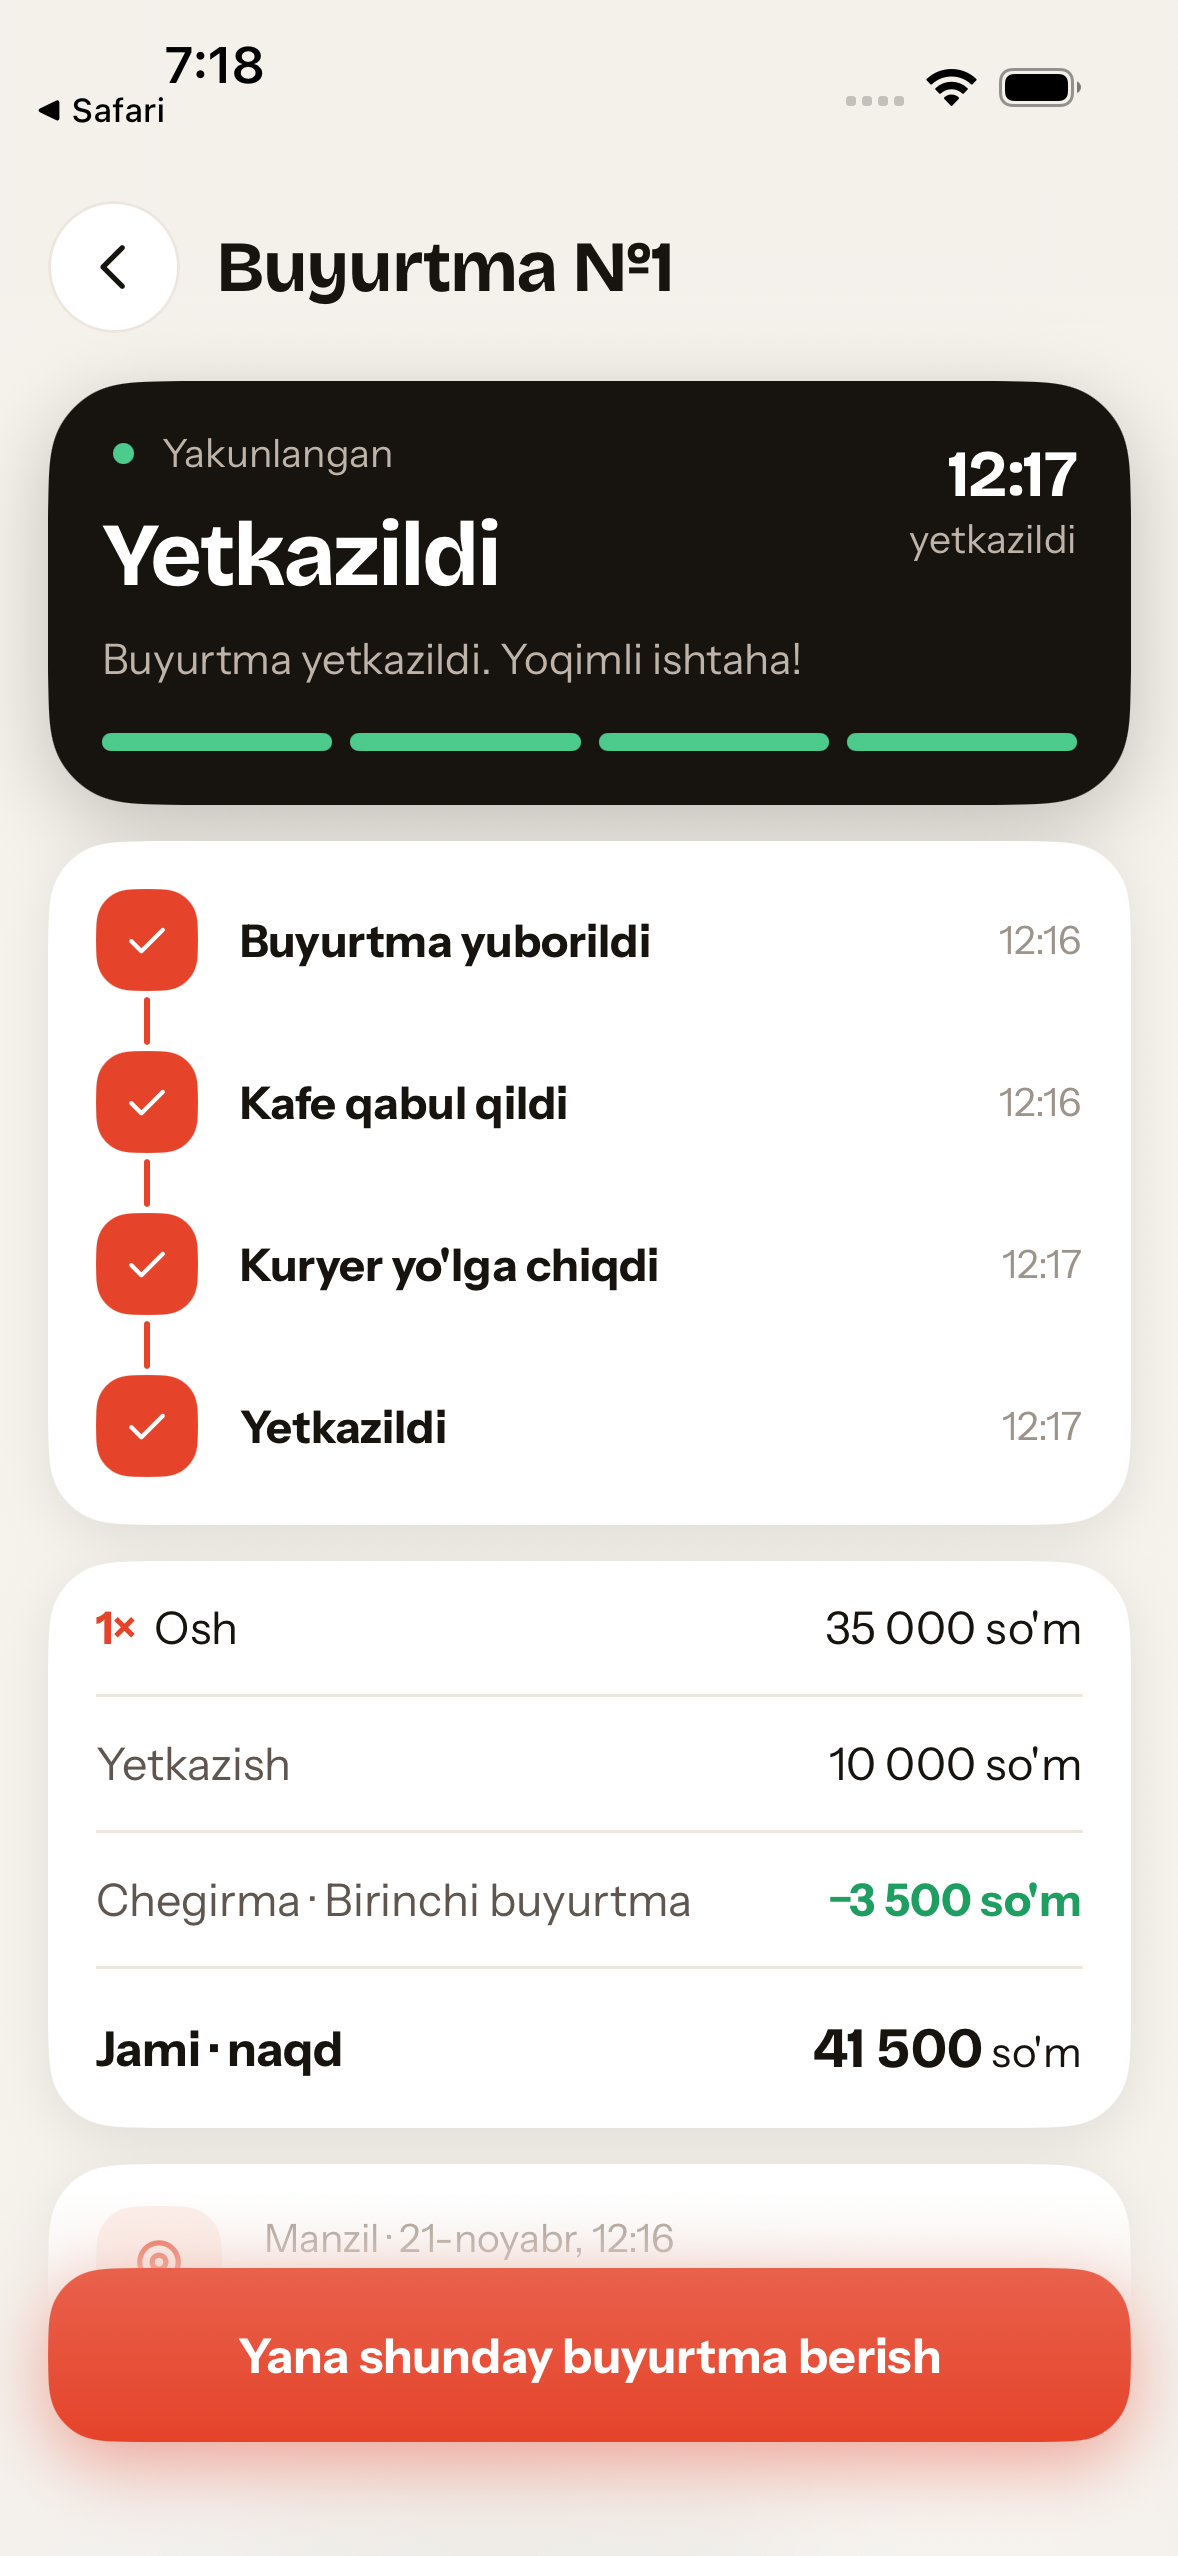 7:18
Safari
Buyurtma №1
Yakunlangan
12:17
Yetkazildi
yetkazildi
Buyurtma yetkazildi. Yoqimli ishtaha!
Buyurtma yuborildi 12:16
Kafe qabul qildi 12:16
Kuryer yo'lga chiqdi 12:17
Yetkazildi 12:17
1× Osh 35 000 so'm
Yetkazish 10 000 so'm
Chegirma · Birinchi buyurtma −3 500 so'm
Jami · naqd 41 500 so'm
Manzil · 21-noyabr, 12:16
Yana shunday buyurtma berish